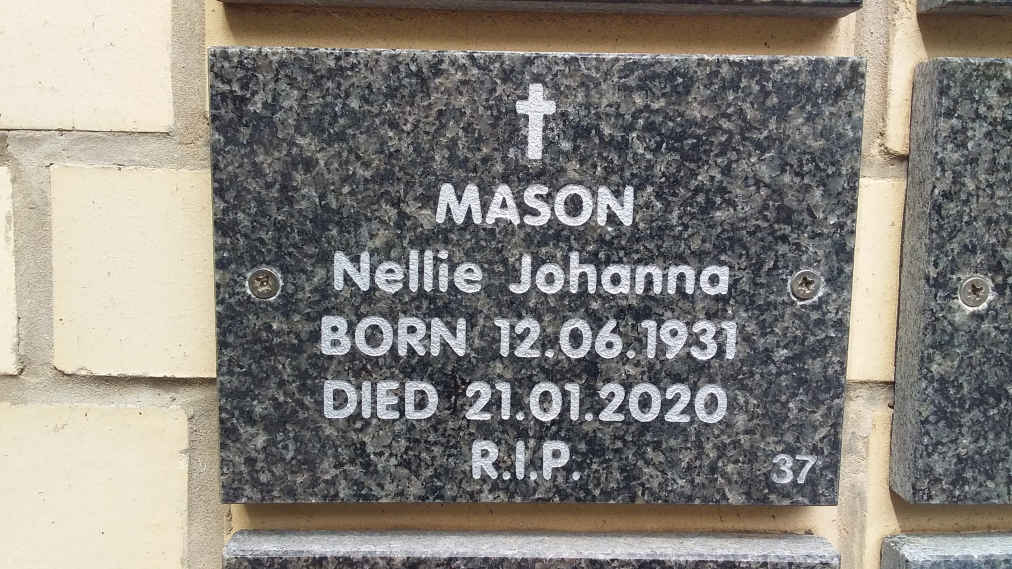 MASON
Nellie Johanna
BORN 12.06.1931
DIED 21.01.2020
R.I.P.
37